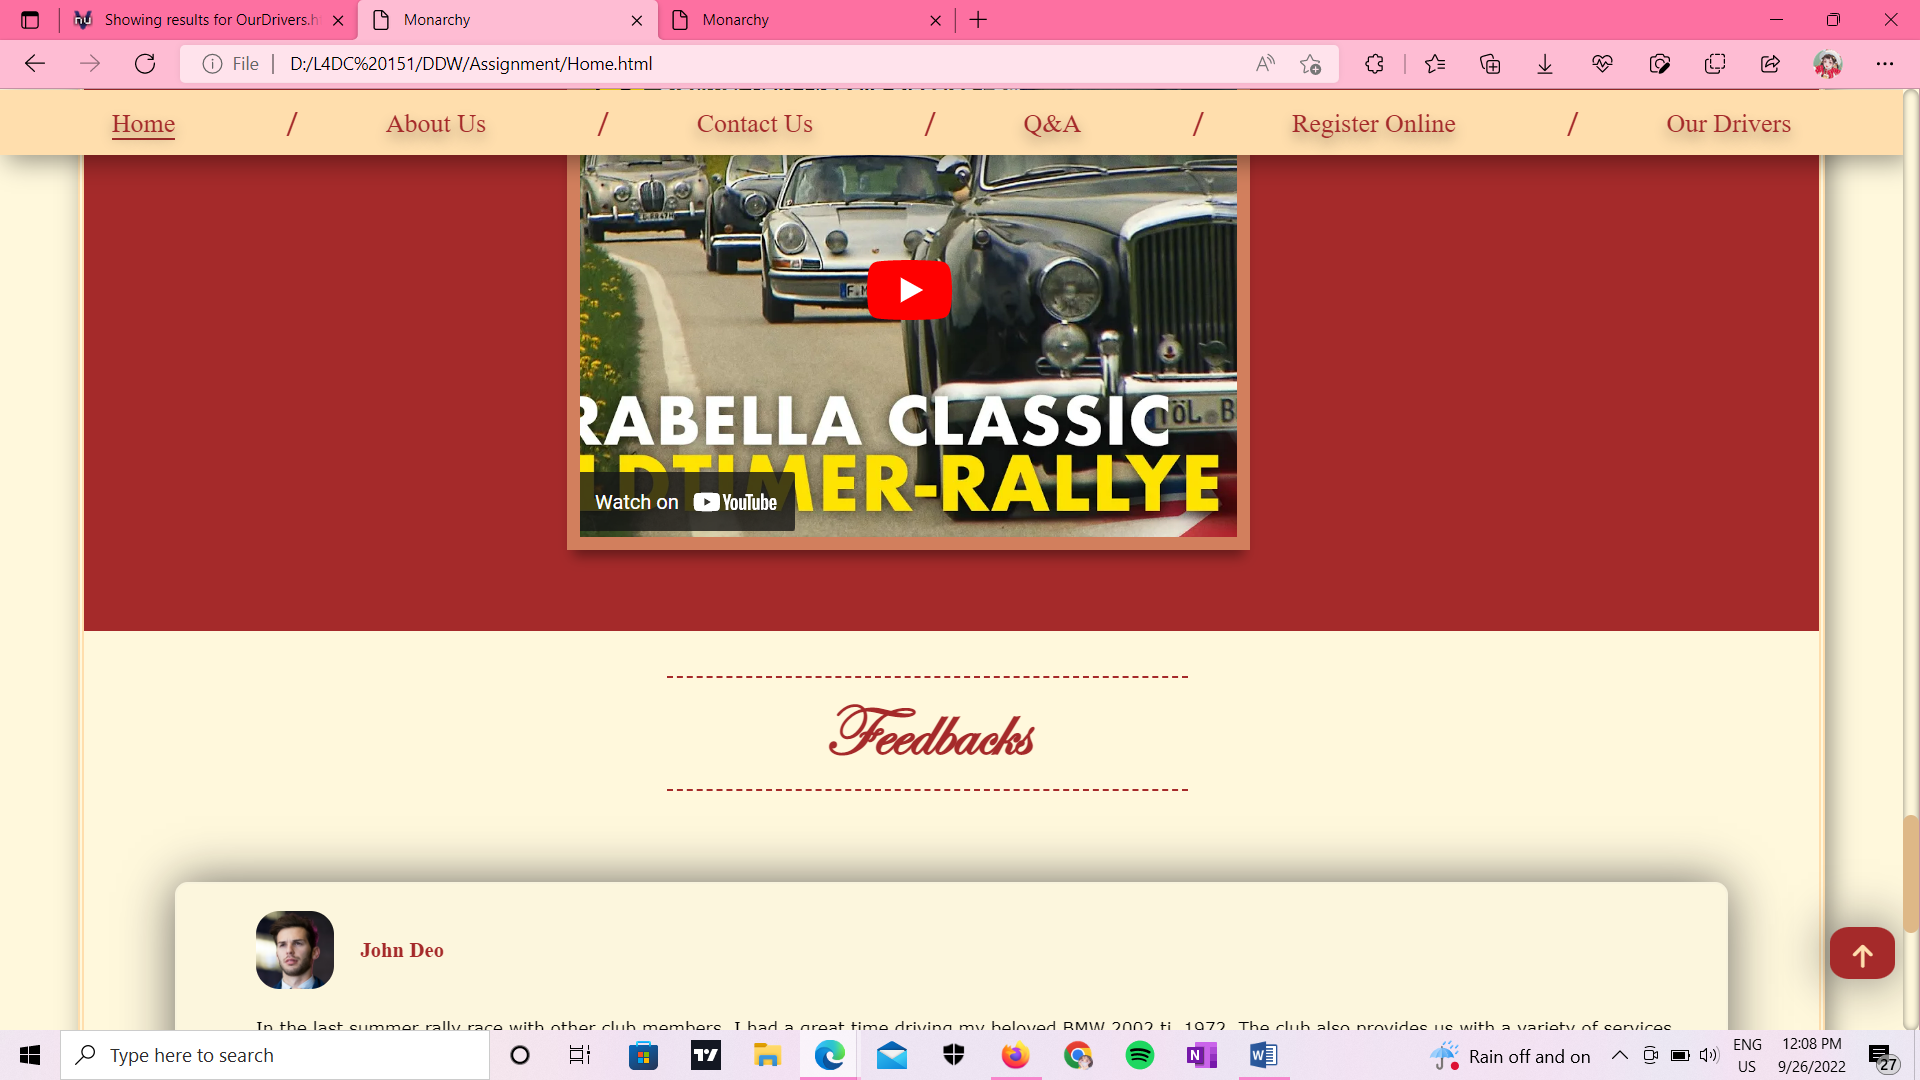 Showing results for OurDrivers.h
Monarchy
Monarchy
File
D:/L4DC%20151/DDW/Assignment/Home.html
Home / About Us / Contact Us / Q&A / Register Online / Our Drivers
RABELLA CLASSIC
LDTIMER-RALLYE
Watch on YouTube
Feedbacks
John Deo
In the last summer rally race with other club members, I had a great time driving my beloved BMW 2002 ti, 1972. The club also provides us with a variety of services
Type here to search
Rain off and on
ENG
US
12:08 PM
9/26/2022
27